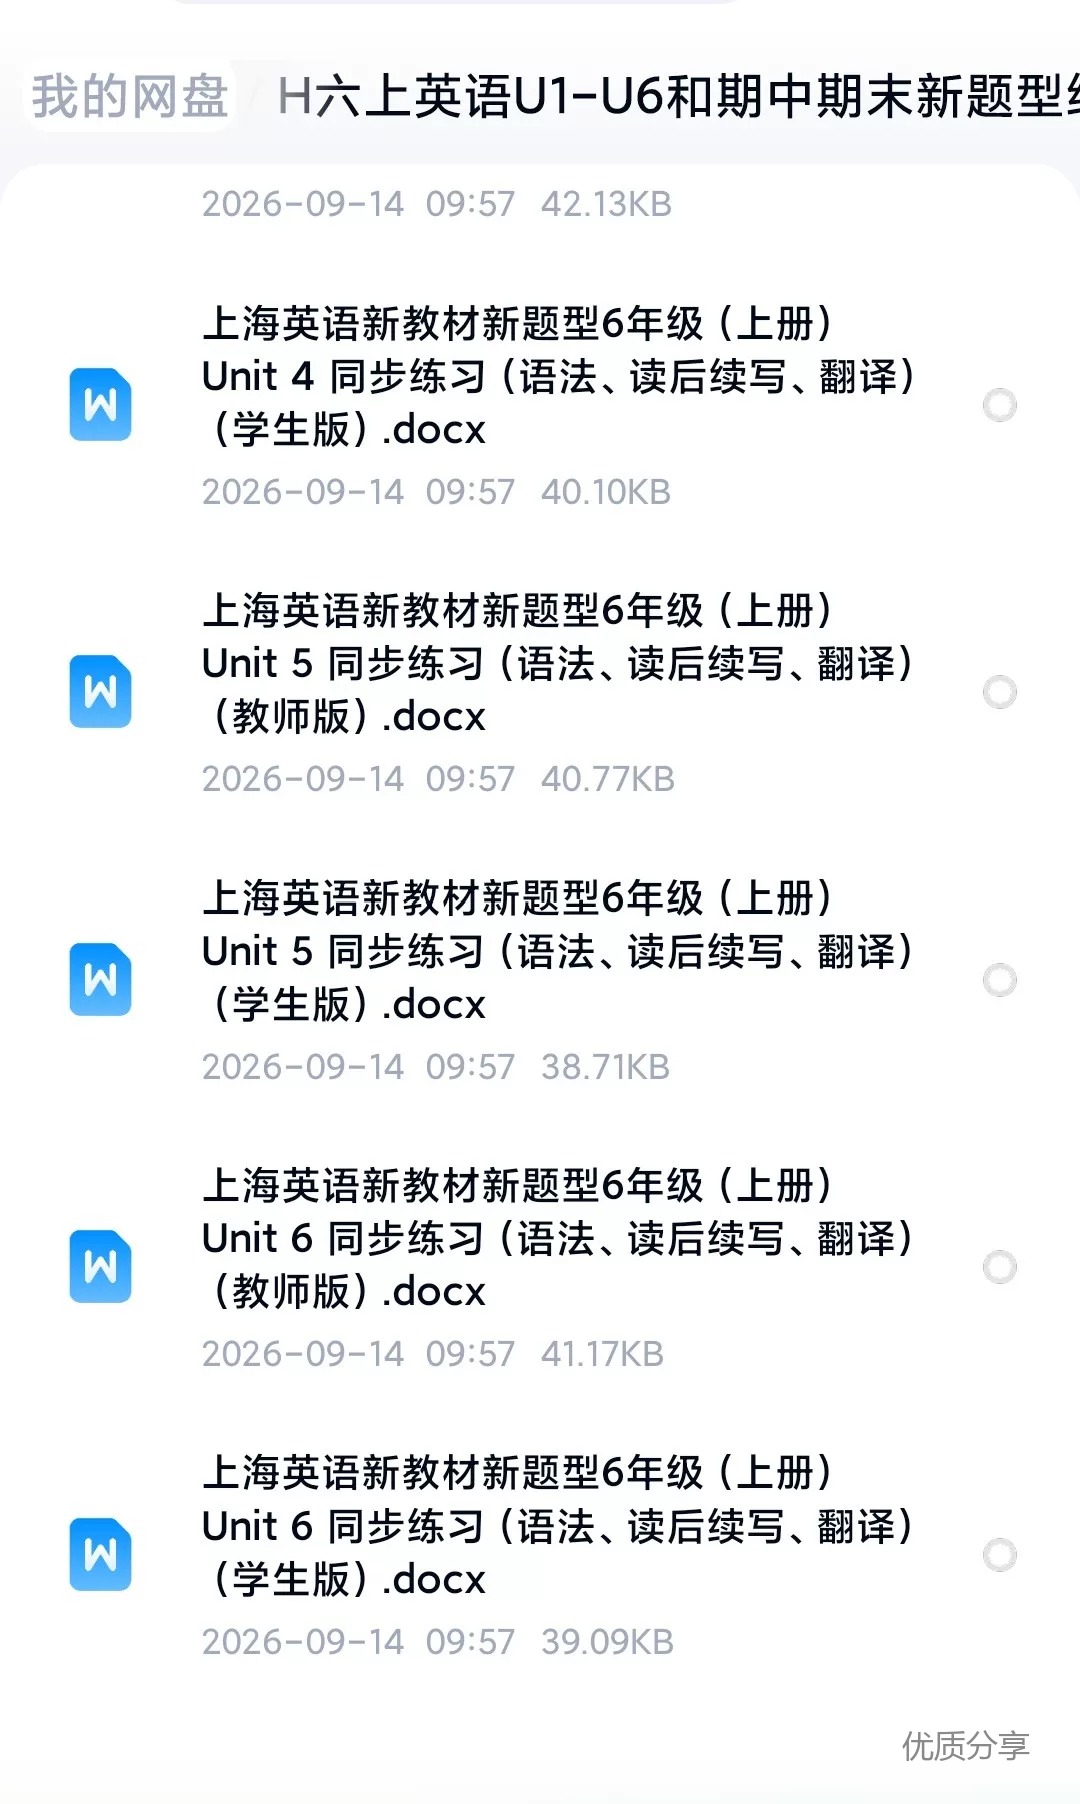 我的网盘 / H六上英语U1-U6和期中期末新题型
2026-09-14 09:57 42.13KB
上海英语新教材新题型6年级（上册）
Unit 4 同步练习（语法、读后续写、翻译）
（学生版）.docx
2026-09-14 09:57 40.10KB
上海英语新教材新题型6年级（上册）
Unit 5 同步练习（语法、读后续写、翻译）
（教师版）.docx
2026-09-14 09:57 40.77KB
上海英语新教材新题型6年级（上册）
Unit 5 同步练习（语法、读后续写、翻译）
（学生版）.docx
2026-09-14 09:57 38.71KB
上海英语新教材新题型6年级（上册）
Unit 6 同步练习（语法、读后续写、翻译）
（教师版）.docx
2026-09-14 09:57 41.17KB
上海英语新教材新题型6年级（上册）
Unit 6 同步练习（语法、读后续写、翻译）
（学生版）.docx
2026-09-14 09:57 39.09KB
优质分享